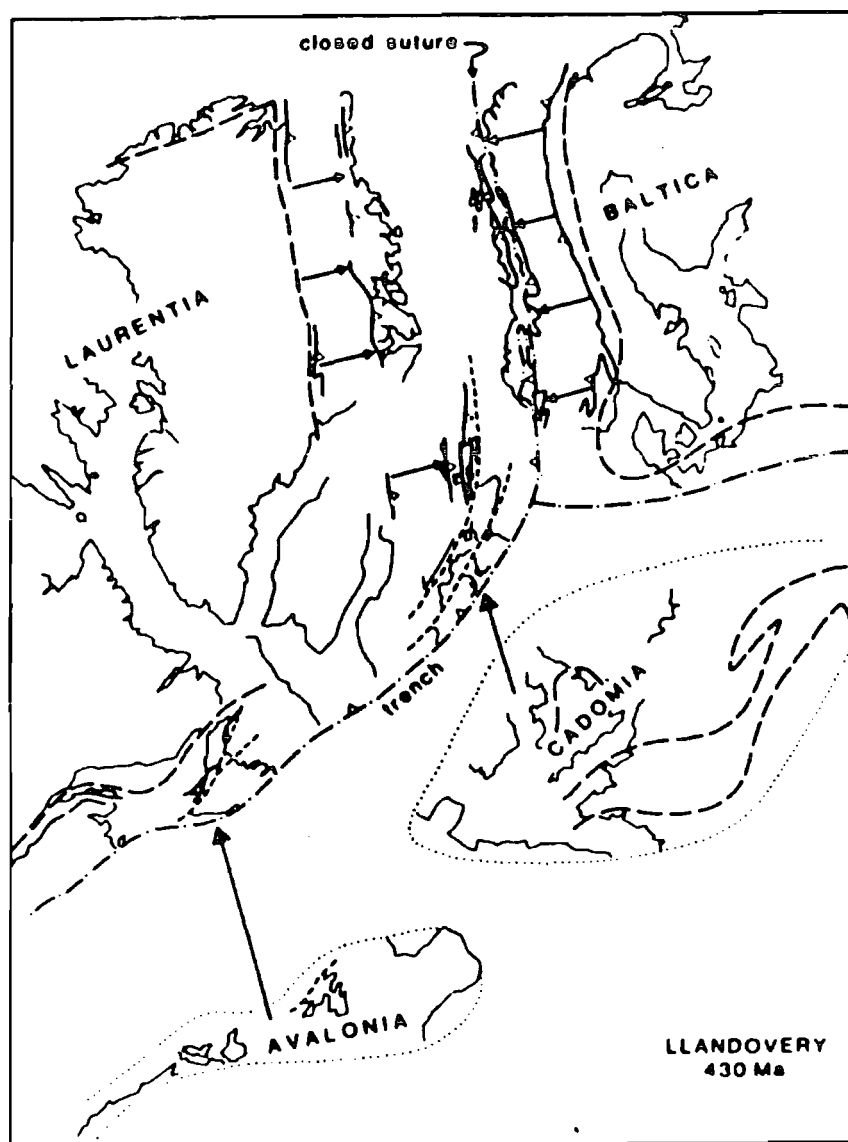 closed suture
BALTICA
LAURENTIA
trench
CADOMIA
AVALONIA
LLANDOVERY
430 Ma